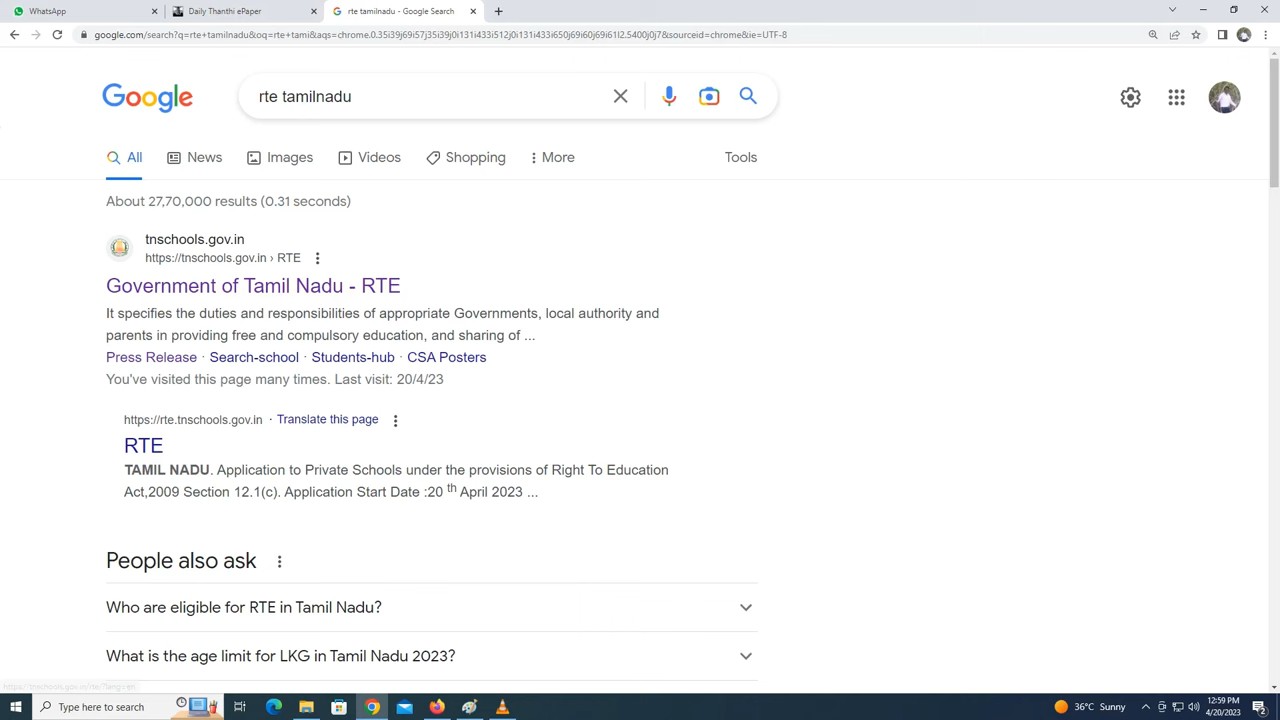 WhatsApp
Daily Thanthi ePaper
rte tamilnadu - Google Search
google.com/search?q=rte+tamilnadu&oq=rte+tami&aqs=chrome.0.35i39j69i57j35i39j0i131i433i512j0i131i433i650j69i60j69i61l2.5400j0j7&sourceid=chrome&ie=UTF-8
Google
rte tamilnadu
All
News
Images
Videos
Shopping
More
Tools
About 27,70,000 results (0.31 seconds)
tnschools.gov.in
https://tnschools.gov.in › RTE
Government of Tamil Nadu - RTE
It specifies the duties and responsibilities of appropriate Governments, local authority and
parents in providing free and compulsory education, and sharing of ...
Press Release · Search-school · Students-hub · CSA Posters
You've visited this page many times. Last visit: 20/4/23
https://rte.tnschools.gov.in · Translate this page
RTE
TAMIL NADU. Application to Private Schools under the provisions of Right To Education
Act,2009 Section 12.1(c). Application Start Date :20 th April 2023 ...
People also ask
Who are eligible for RTE in Tamil Nadu?
What is the age limit for LKG in Tamil Nadu 2023?
Type here to search
36°C Sunny
12:59 PM
4/20/2023
2